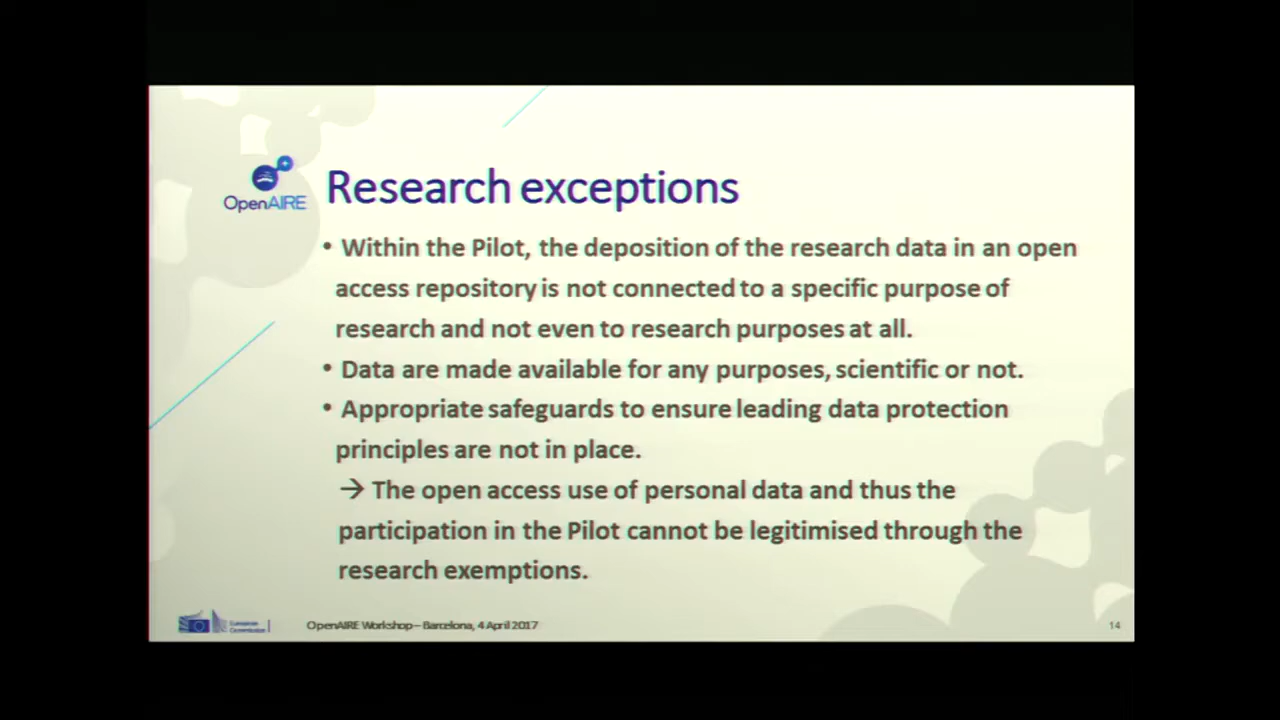 OpenAIRE
Research exceptions
• Within the Pilot, the deposition of the research data in an open
access repository is not connected to a specific purpose of
research and not even to research purposes at all.
• Data are made available for any purposes, scientific or not.
• Appropriate safeguards to ensure leading data protection
principles are not in place.
→ The open access use of personal data and thus the
participation in the Pilot cannot be legitimised through the
research exemptions.
European
Commission
OpenAIRE Workshop – Barcelona, 4 April 2017
14